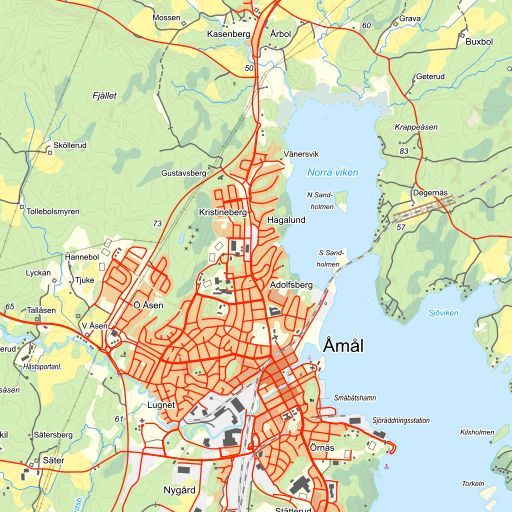 Mossen
Kasenberg
Årbol
Grava
Buxbol
50
50
Geterud
Fjället
Krappeåsen
Sköllerud
Vänersvik
83
Gustavsberg
Norra viken
Degernäs
N Sand-
holmen
Tollebolsmyren
Kristineberg
Hagalund
73
57
Hannebol
S Sand-
holmen
Lyckan
Tjuke
Adolfsberg
65
Ö Åsen
Tallåsen
Sjöviken
V Åsen
Åmål
Hästsportanl.
Småbåtshamn
Lugnet
61
Sjöräddningsstation
Sätersberg
Kilsholmen
Örnäs
Säter
Nygård
Torkeln
Stätterud